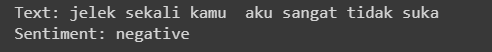 Text: jelek sekali kamu  aku sangat tidak suka
Sentiment: negative